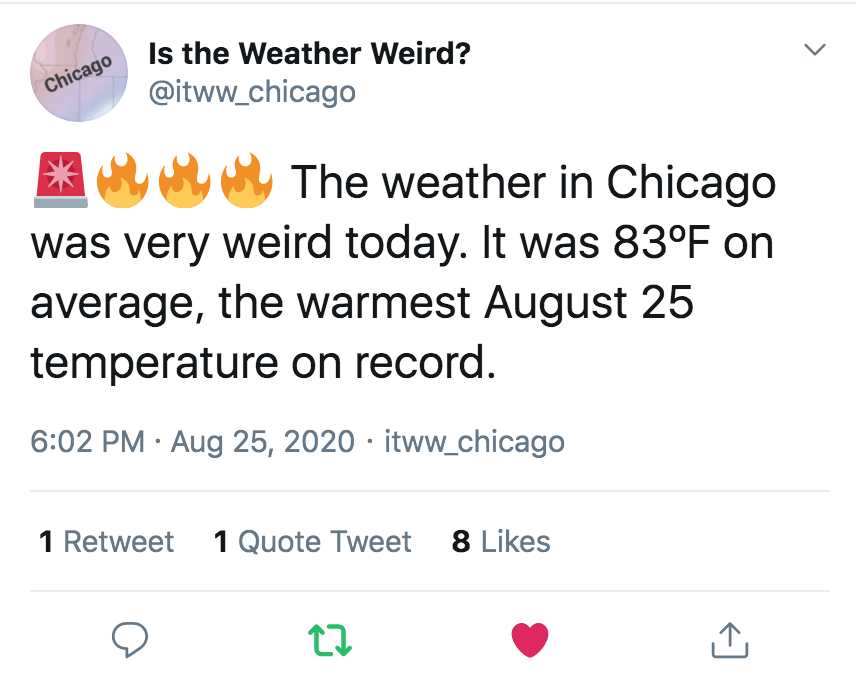 Chicago
Is the Weather Weird?
@itww_chicago
🚨🔥🔥🔥 The weather in Chicago
was very weird today. It was 83ºF on
average, the warmest August 25
temperature on record.
6:02 PM · Aug 25, 2020 · itww_chicago
1 Retweet 1 Quote Tweet 8 Likes